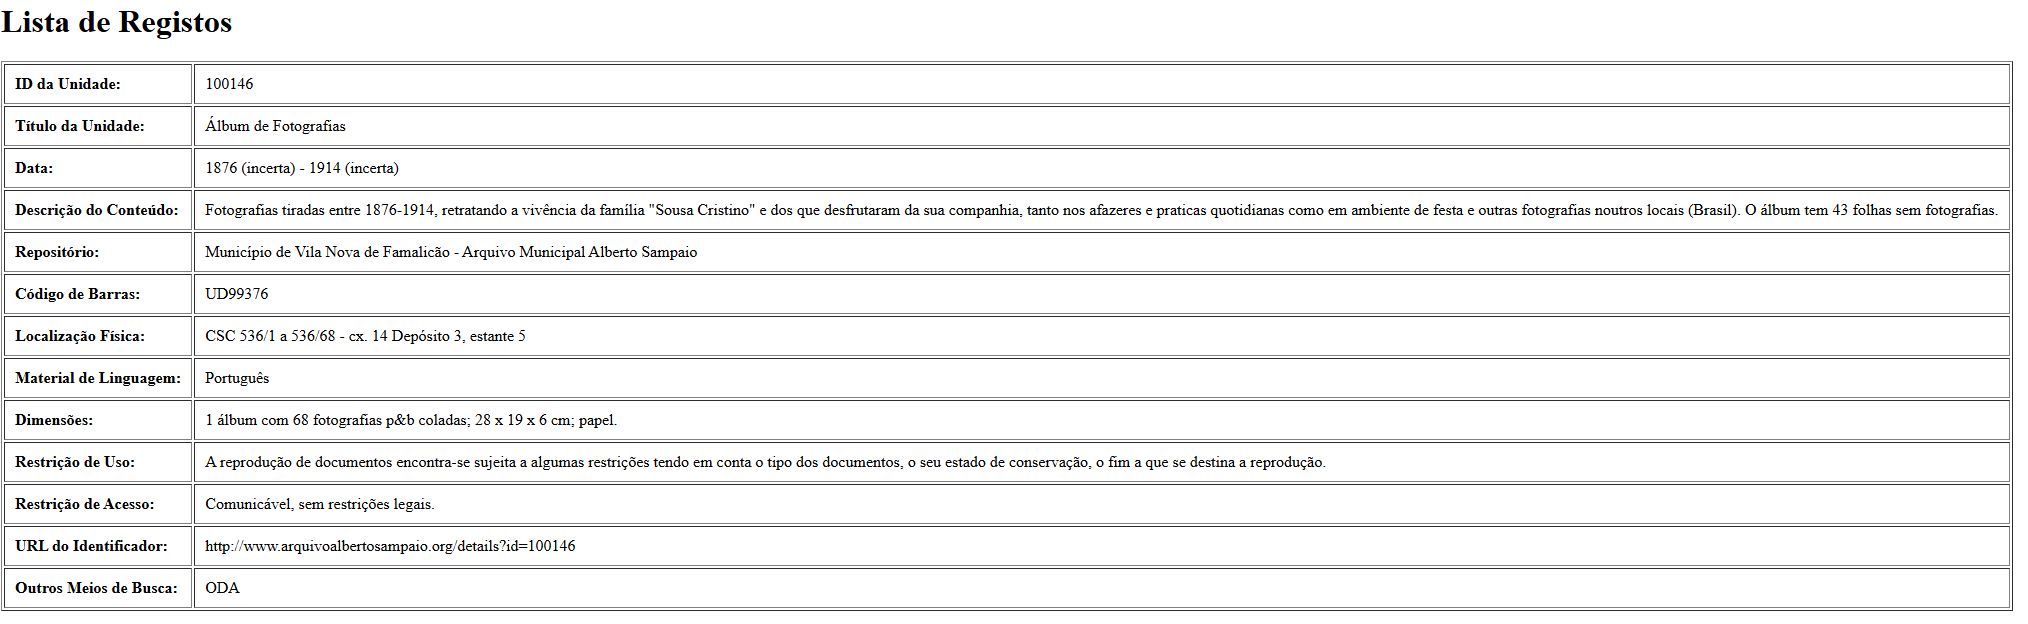 Lista de Registos
ID da Unidade: 100146
Título da Unidade: Álbum de Fotografias
Data: 1876 (incerta) - 1914 (incerta)
Descrição do Conteúdo: Fotografias tiradas entre 1876-1914, retratando a vivência da família "Sousa Cristino" e dos que desfrutaram da sua companhia, tanto nos afazeres e praticas quotidianas como em ambiente de festa e outras fotografias noutros locais (Brasil). O álbum tem 43 folhas sem fotografias.
Repositório: Município de Vila Nova de Famalicão - Arquivo Municipal Alberto Sampaio
Código de Barras: UD99376
Localização Física: CSC 536/1 a 536/68 - cx. 14 Depósito 3, estante 5
Material de Linguagem: Português
Dimensões: 1 álbum com 68 fotografias p&b coladas; 28 x 19 x 6 cm; papel.
Restrição de Uso: A reprodução de documentos encontra-se sujeita a algumas restrições tendo em conta o tipo dos documentos, o seu estado de conservação, o fim a que se destina a reprodução.
Restrição de Acesso: Comunicável, sem restrições legais.
URL do Identificador: http://www.arquivoalbertosampaio.org/details?id=100146
Outros Meios de Busca: ODA